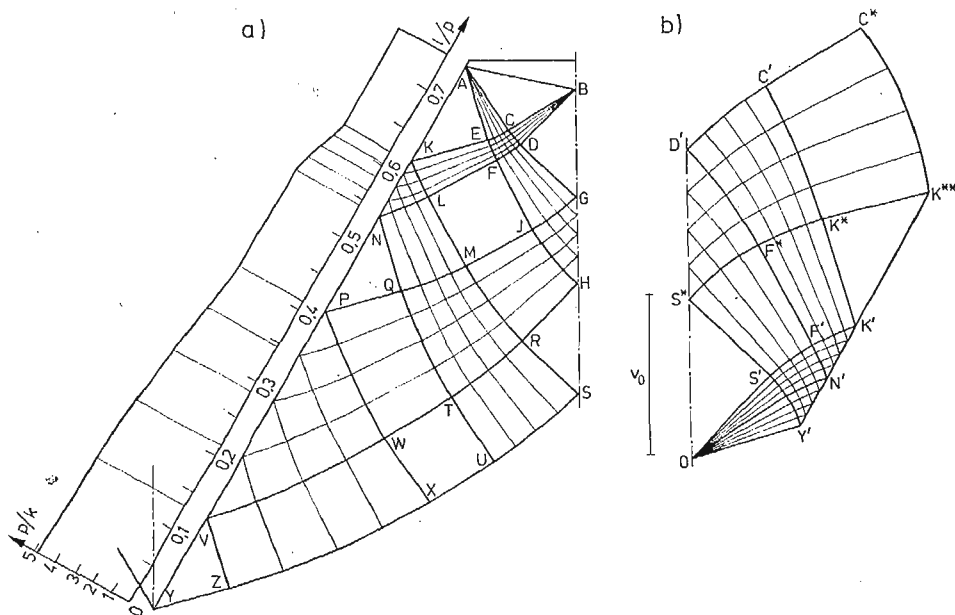 a)
b)
l/p
0,7
0,6
0,5
0,4
0,3
0,2
0,1
p/k
5
4
3
2
1
0
A
B
C
D
E
F
G
H
J
K
L
M
N
P
Q
R
S
T
U
V
W
X
Y
Z
C*
C'
D'
K**
K*
F*
S*
v₀
F'
K'
S'
N'
Y'
O